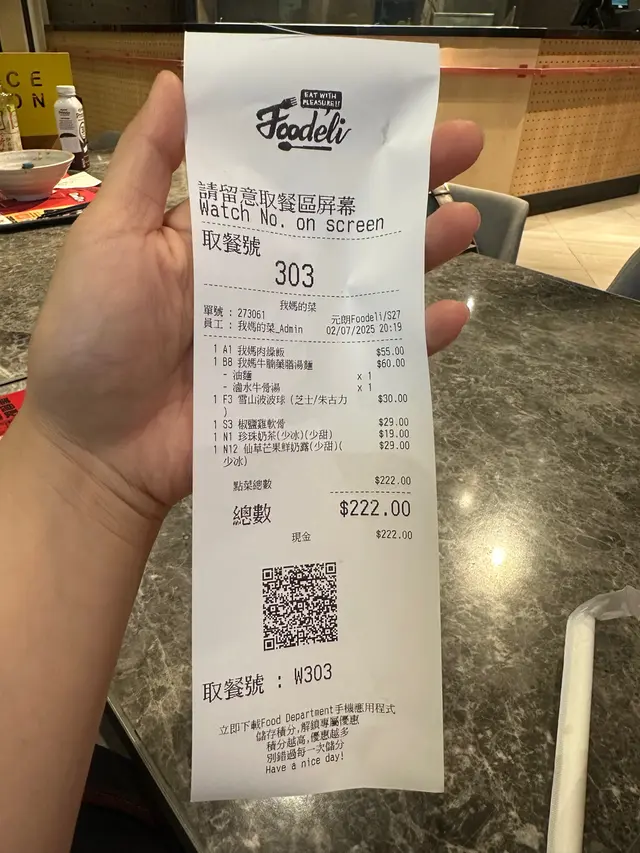 CE
ON
EAT WITH
PLEASURE!!
Foodeli
請留意取餐區屏幕
Watch No. on screen
取餐號
303
我媽的菜
單號 : 273061 元朗Foodeli/S27
員工 : 我媽的菜_Admin 02/07/2025 20:19
1 A1 我媽肉燥飯 $55.00
1 B8 我媽牛腩藥膳湯麵 $60.00
- 油麵 x 1
- 滷水牛骨湯 x 1
1 F3 雪山波波球 (芝士/朱古力 $30.00
)
1 S3 椒鹽雞軟骨 $29.00
1 N1 珍珠奶茶(少冰)(少甜) $19.00
1 N12 仙草芒果鮮奶露(少甜)( $29.00
少冰)
點菜總數 $222.00
總數 $222.00
現金 $222.00
取餐號 : W303
立即下載Food Department手機應用程式
儲存積分,解鎖專屬優惠
積分越高,優惠越多
別錯過每一次儲分
Have a nice day!